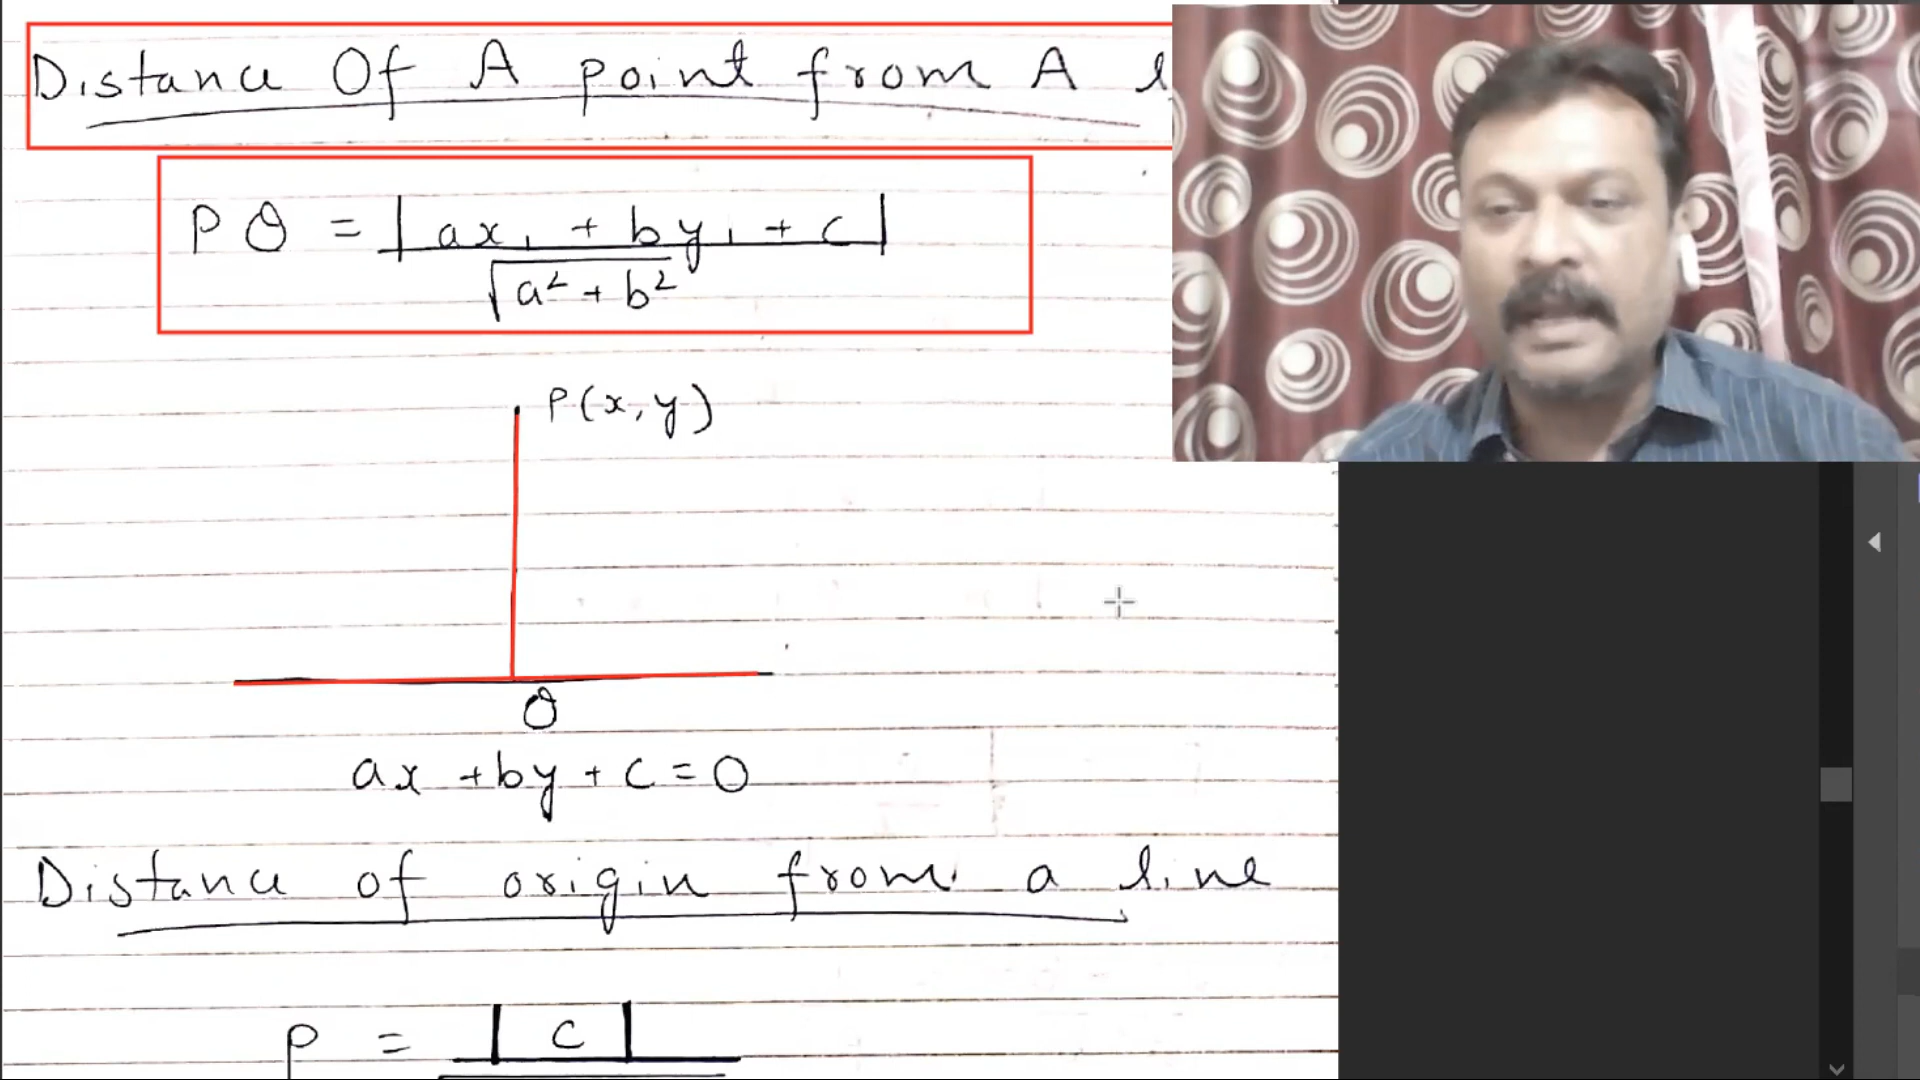 Distance Of A point from A l
PQ = |ax₁ + by₁ + c|
√a² + b²
P(x,y)
Q
ax + by + c = 0
Distance of origin from a line
P = |c|